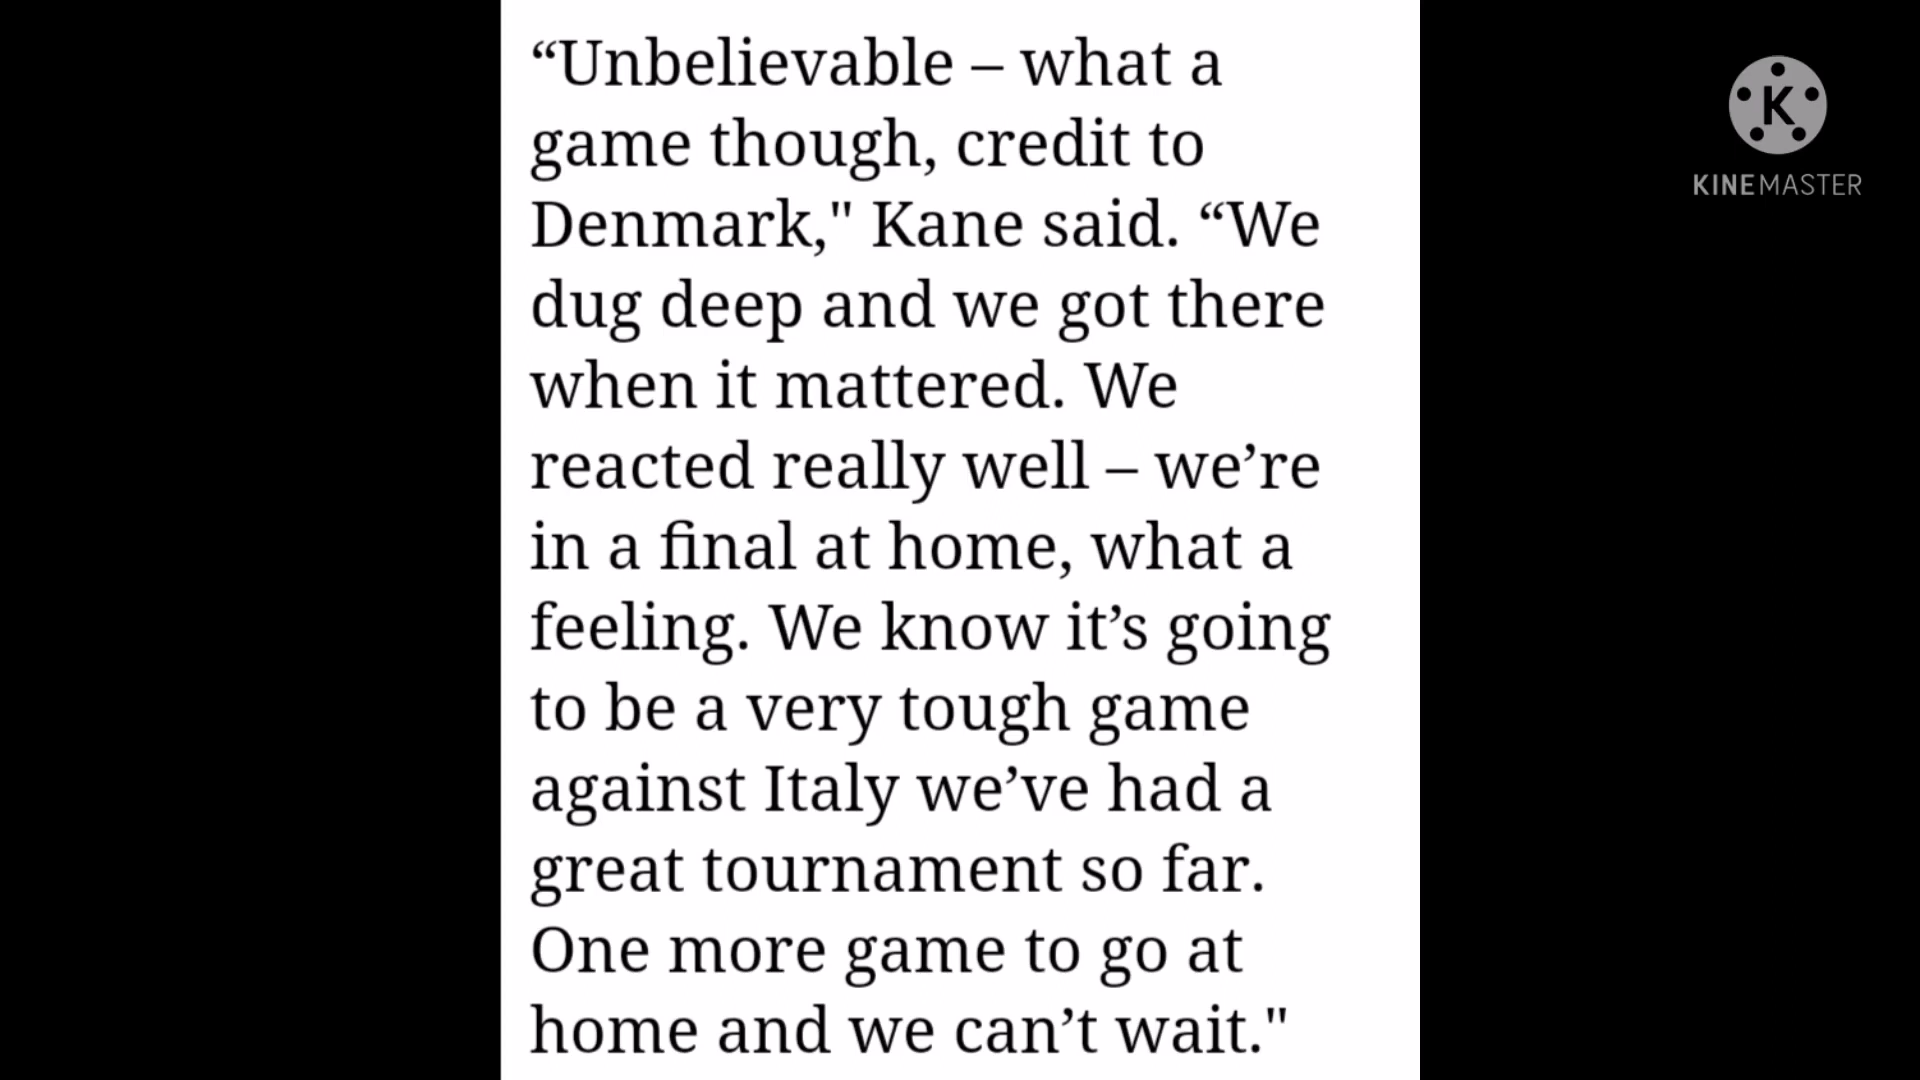 “Unbelievable – what a
game though, credit to
Denmark," Kane said. “We
dug deep and we got there
when it mattered. We
reacted really well – we’re
in a final at home, what a
feeling. We know it’s going
to be a very tough game
against Italy we’ve had a
great tournament so far.
One more game to go at
home and we can’t wait."
K
KINEMASTER